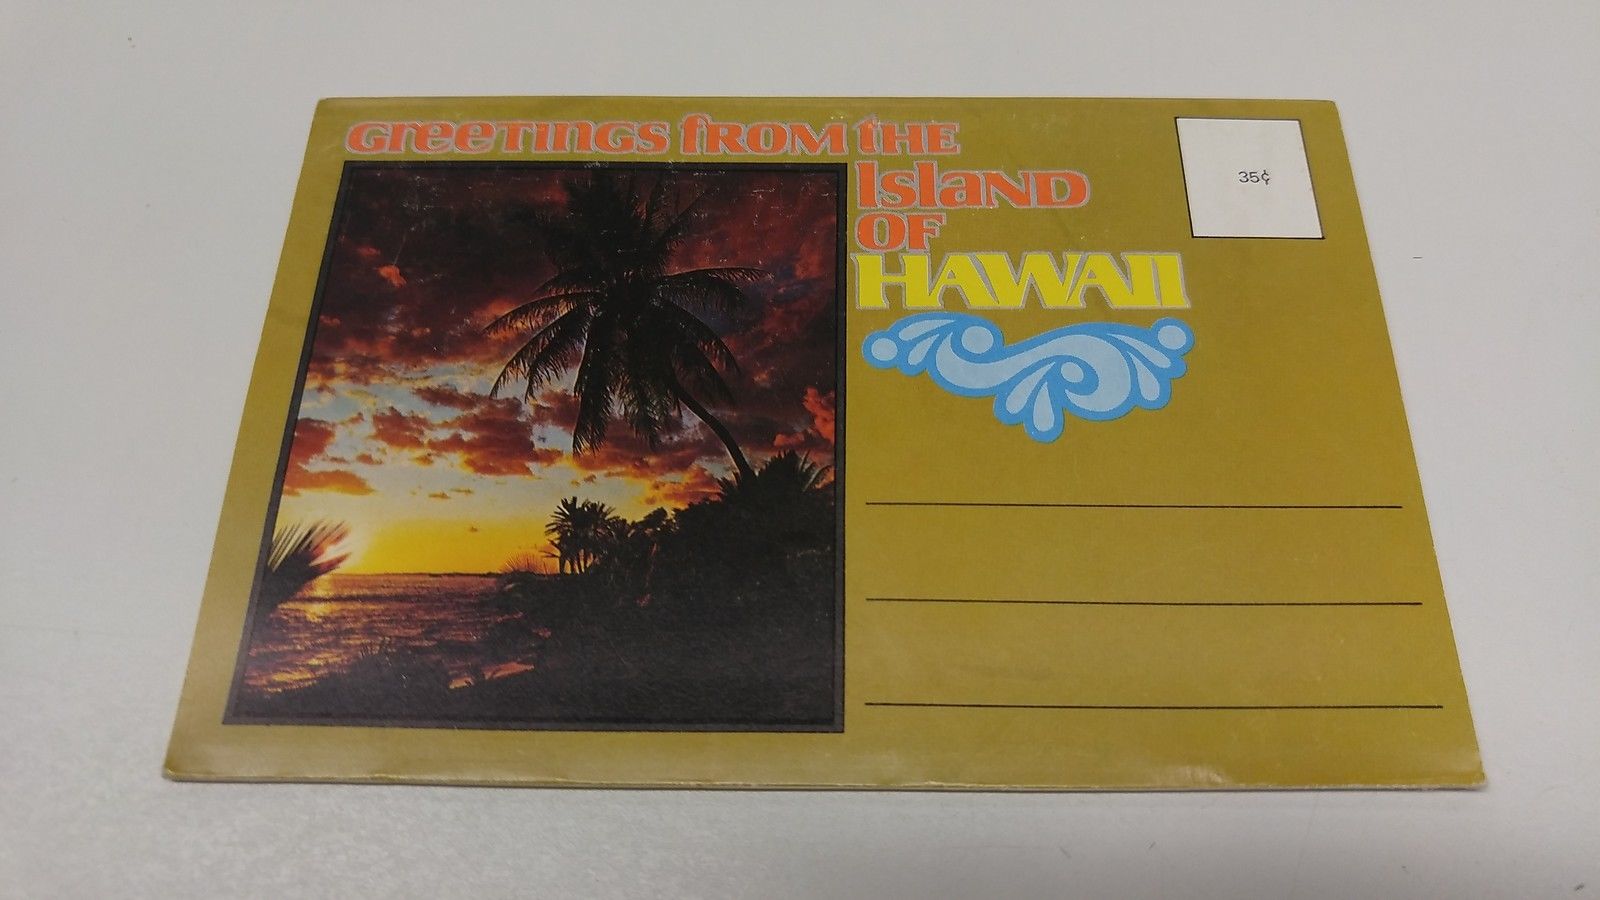 Greetings from the
Island
of
HAWAII
35¢